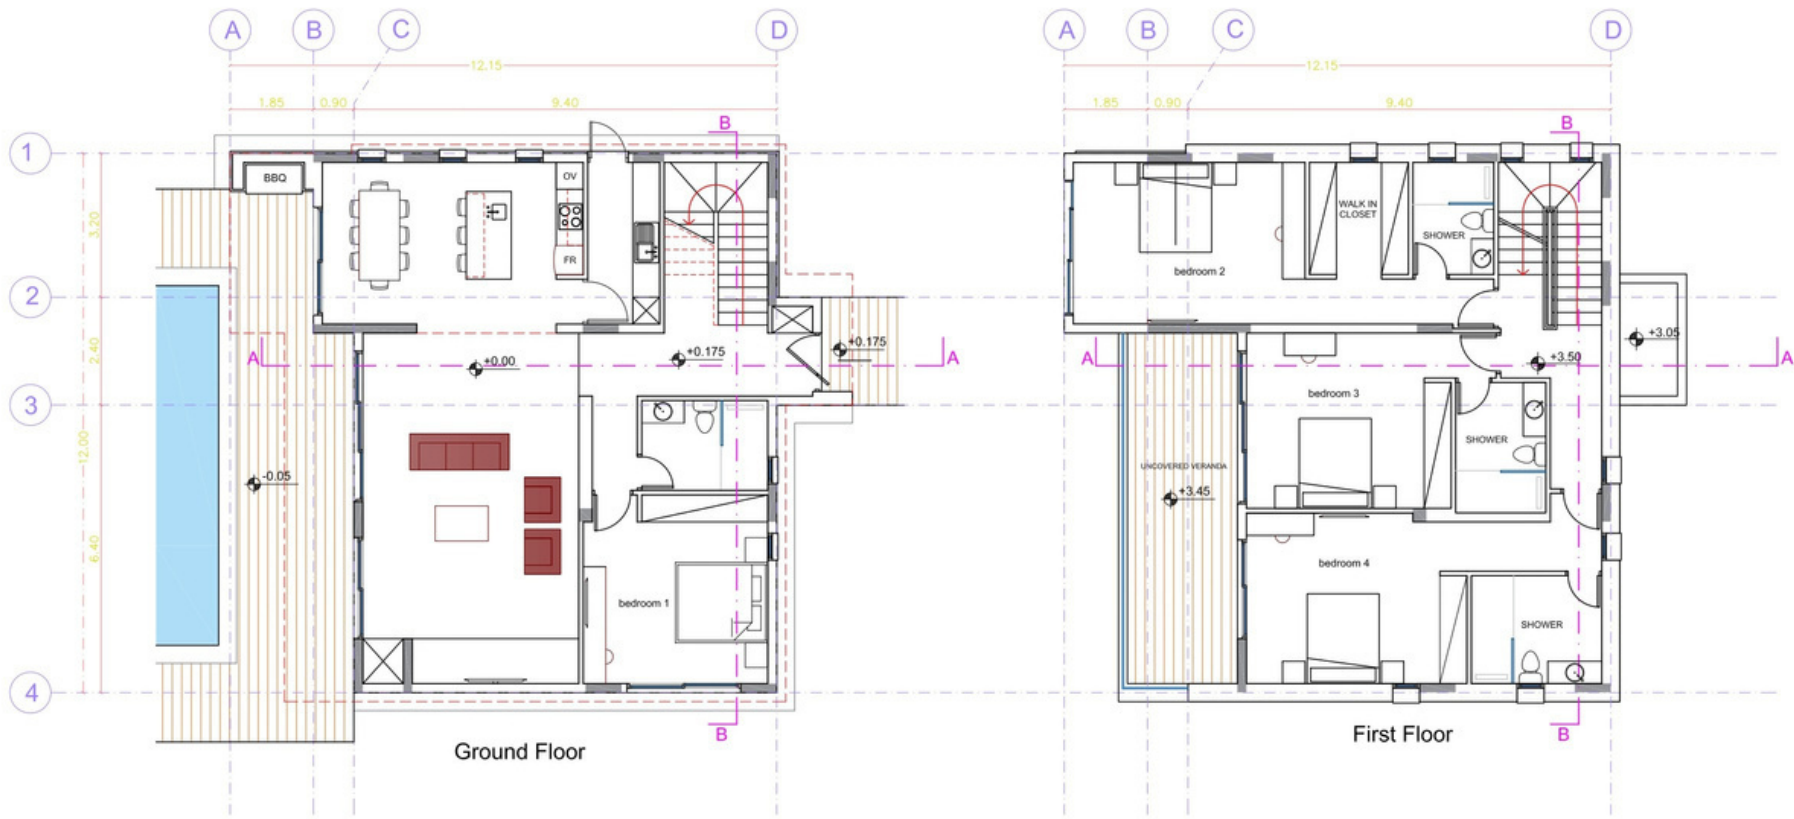 A B C D
A B C D
12.15
12.15
1.85 0.90 9.40
1.85 0.90 9.40
B
B
1
BBQ
OV
FR
3.20
WALK IN
CLOSET
SHOWER
bedroom 2
2
2.40
A
+0.00
+0.175
+0.175
A
A
+3.50
+3.05
A
3
bedroom 3
SHOWER
12.00
-0.05
UNCOVERED VERANDA
+3.45
6.40
bedroom 1
bedroom 4
SHOWER
4
B
B
Ground Floor
First Floor